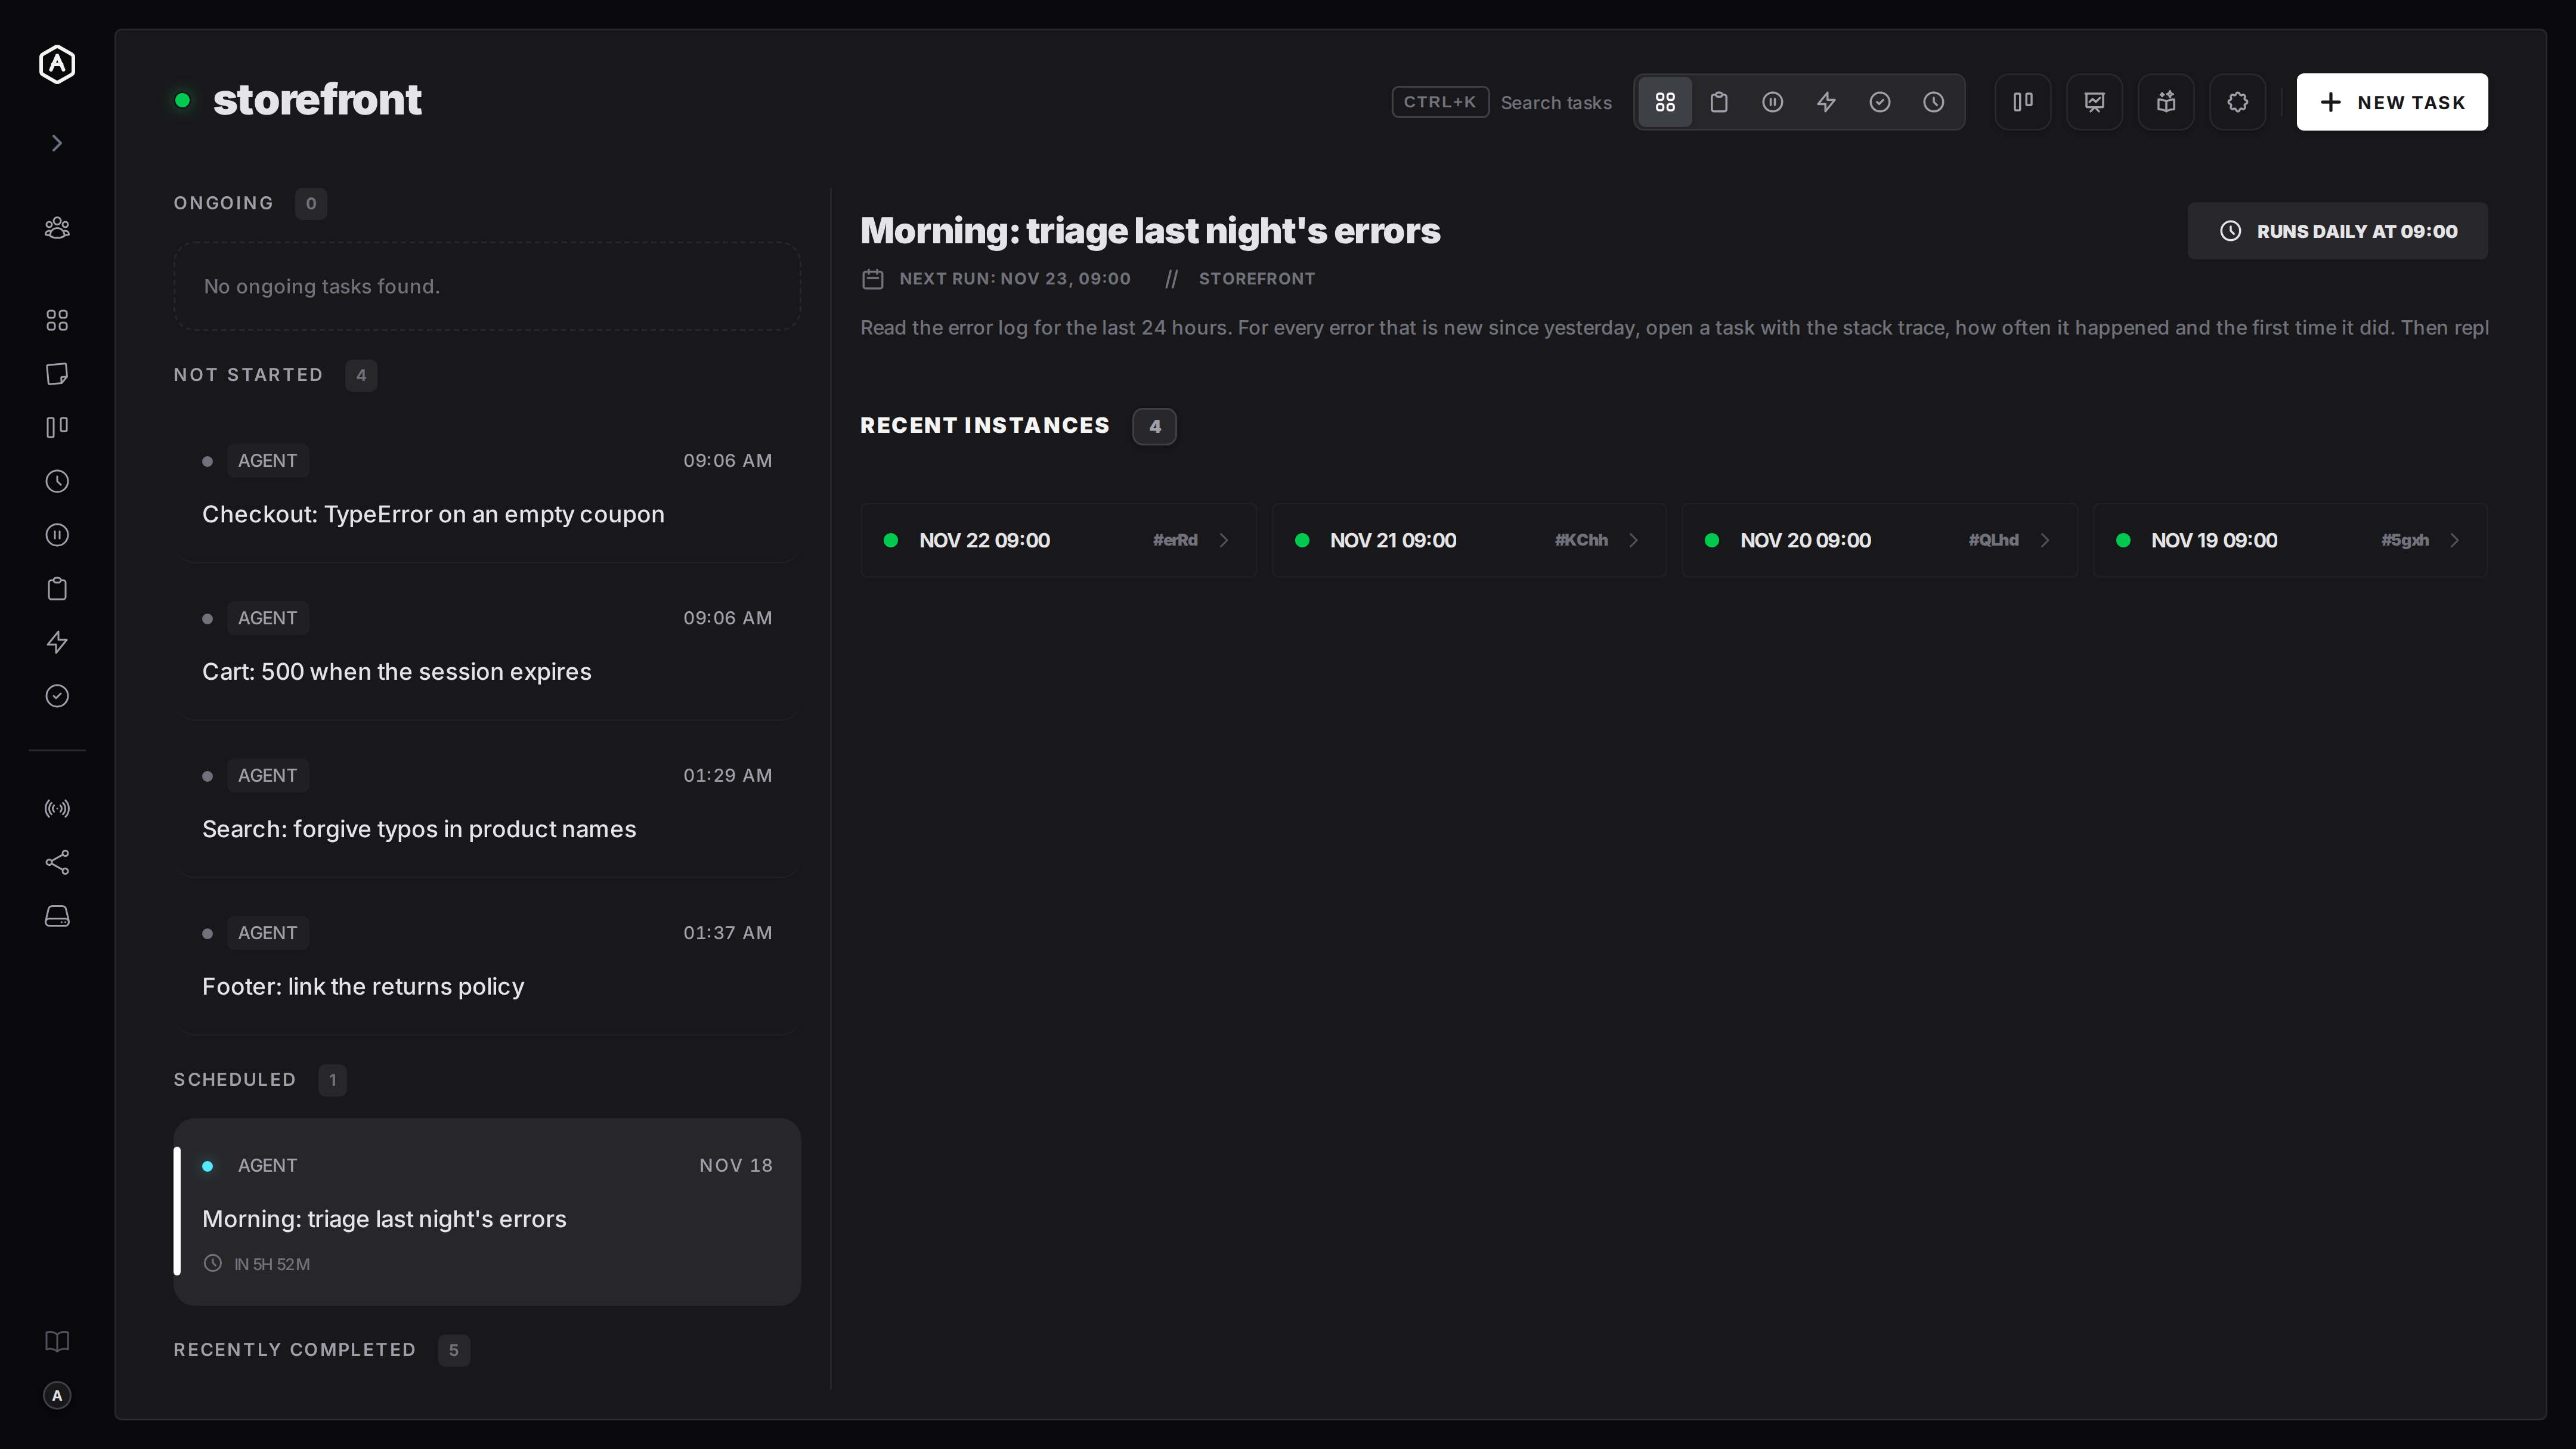 storefront
CTRL+K Search tasks
NEW TASK
ONGOING 0
No ongoing tasks found.
NOT STARTED 4
AGENT 09:06 AM
Checkout: TypeError on an empty coupon
AGENT 09:06 AM
Cart: 500 when the session expires
AGENT 01:29 AM
Search: forgive typos in product names
AGENT 01:37 AM
Footer: link the returns policy
SCHEDULED 1
AGENT NOV 18
Morning: triage last night's errors
IN 5H 52M
RECENTLY COMPLETED 5
A
Morning: triage last night's errors
RUNS DAILY AT 09:00
NEXT RUN: NOV 23, 09:00 // STOREFRONT
Read the error log for the last 24 hours. For every error that is new since yesterday, open a task with the stack trace, how often it happened and the first time it did. Then repl
RECENT INSTANCES 4
NOV 22 09:00 #erRd
NOV 21 09:00 #KChh
NOV 20 09:00 #QLhd
NOV 19 09:00 #5gxh